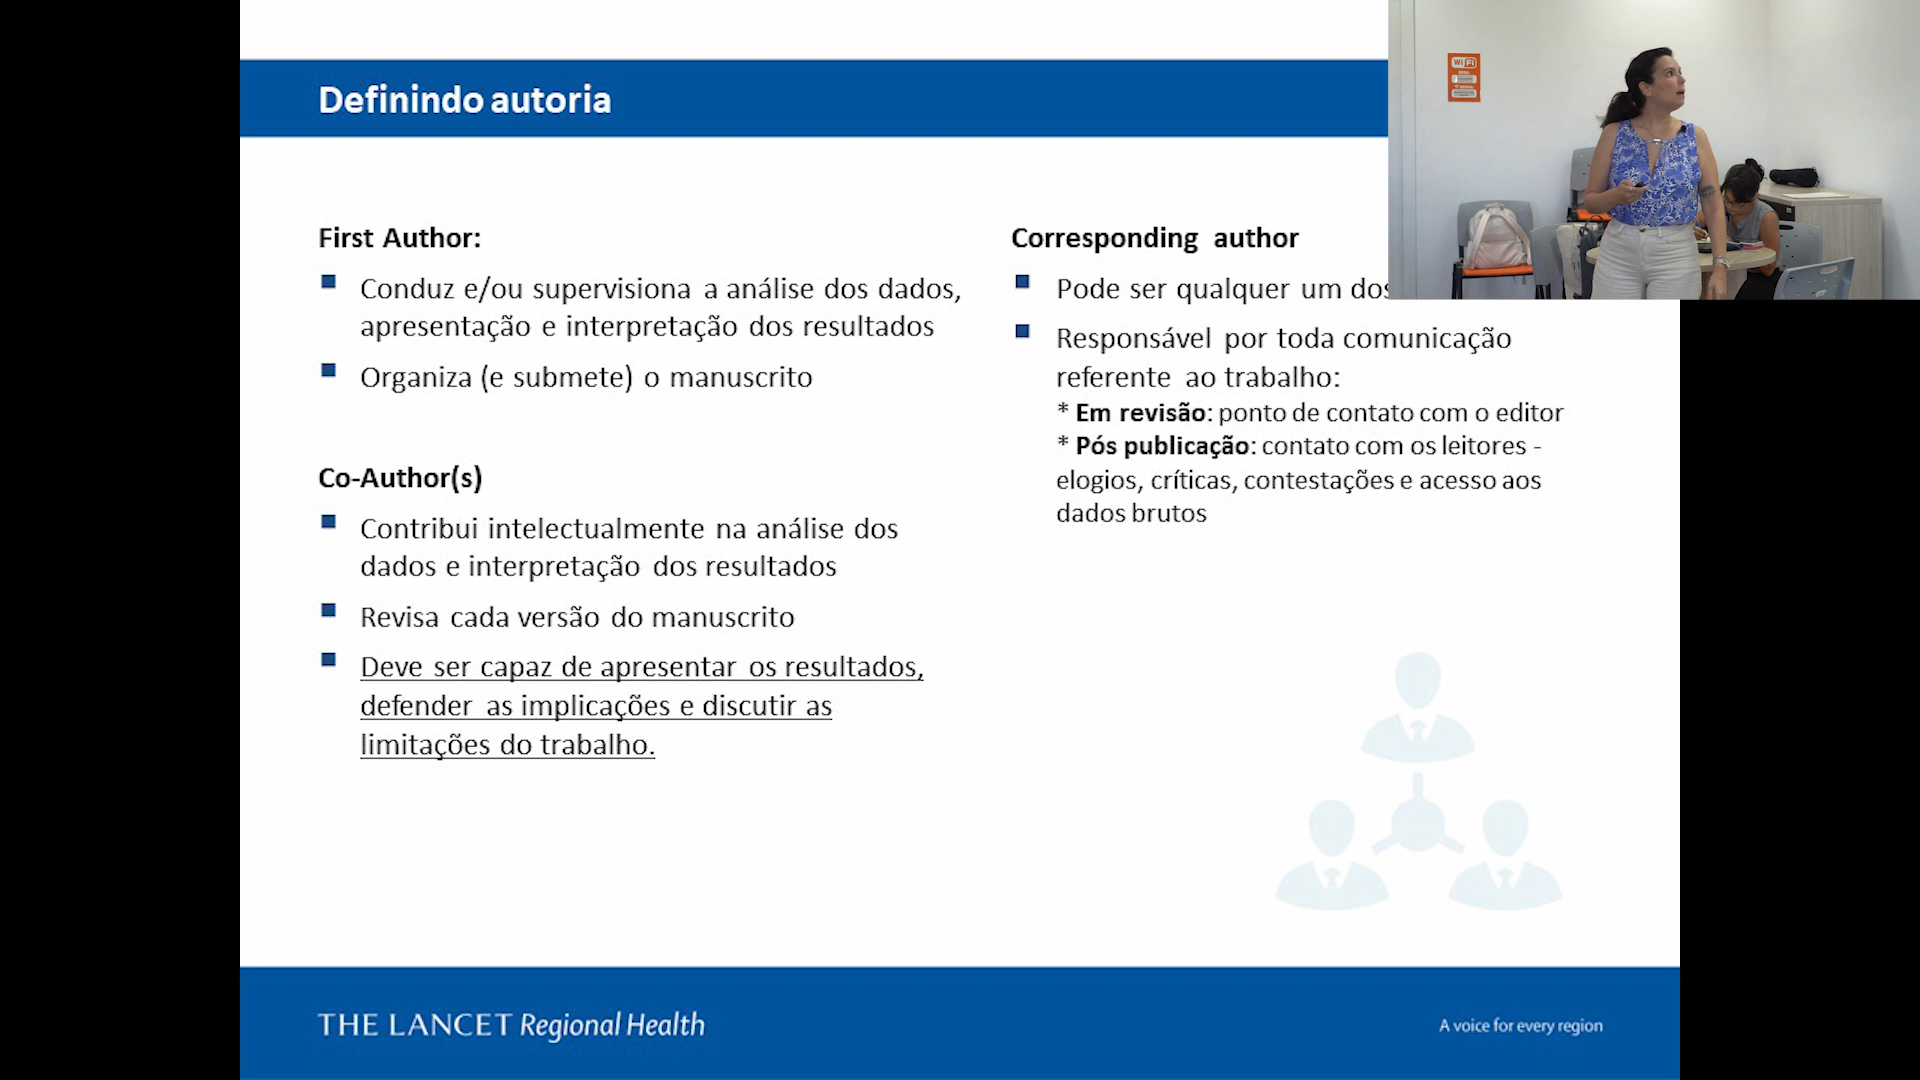 Definindo autoria
First Author:
Conduz e/ou supervisiona a análise dos dados,
apresentação e interpretação dos resultados
Organiza (e submete) o manuscrito
Co-Author(s)
Contribui intelectualmente na análise dos
dados e interpretação dos resultados
Revisa cada versão do manuscrito
Deve ser capaz de apresentar os resultados,
defender as implicações e discutir as
limitações do trabalho.
Corresponding author
Pode ser qualquer um dos
Responsável por toda comunicação
referente ao trabalho:
* Em revisão: ponto de contato com o editor
* Pós publicação: contato com os leitores -
elogios, críticas, contestações e acesso aos
dados brutos
WiFi
THE LANCET Regional Health
A voice for every region